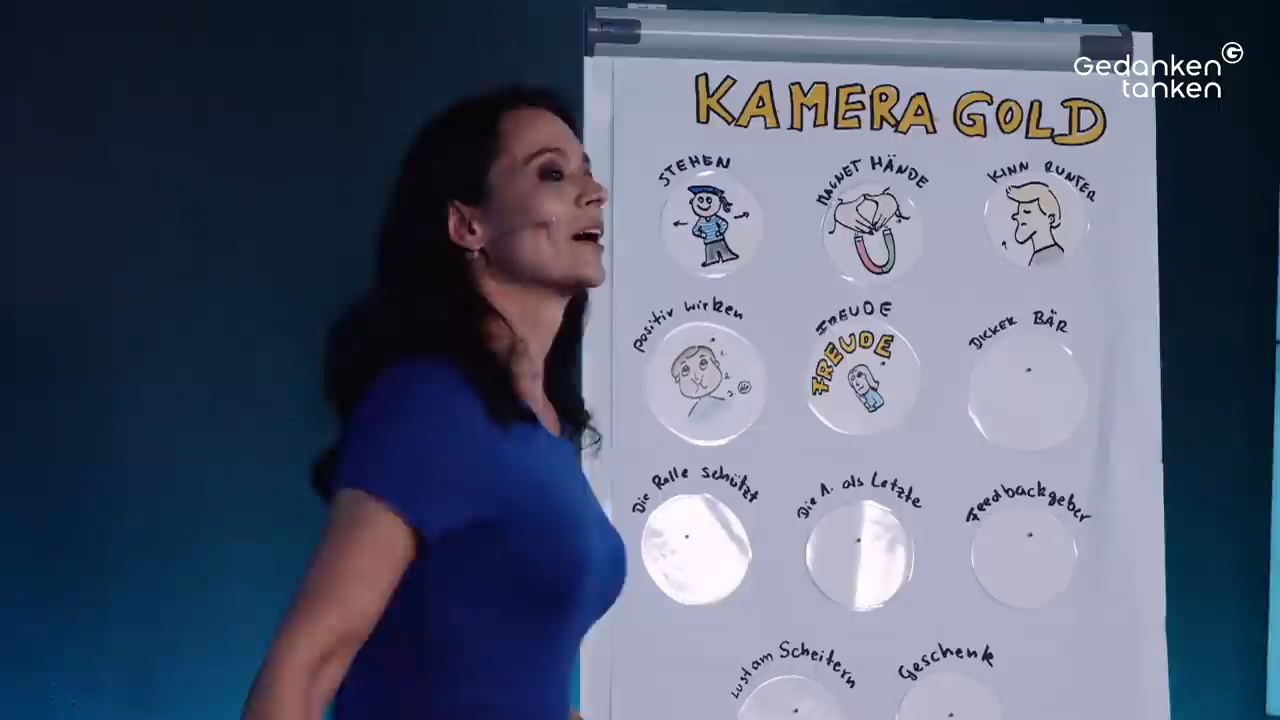 Gedanken
tanken
KAMERA GOLD
STEHEN
MAGNET HÄNDE
KINN RUNTER
positiv wirken
FREUDE
FREUDE
DICKER BÄR
Die Rolle schützt
Die 1. als Letzte
Feedbackgeber
Lust am Scheitern
Geschenk